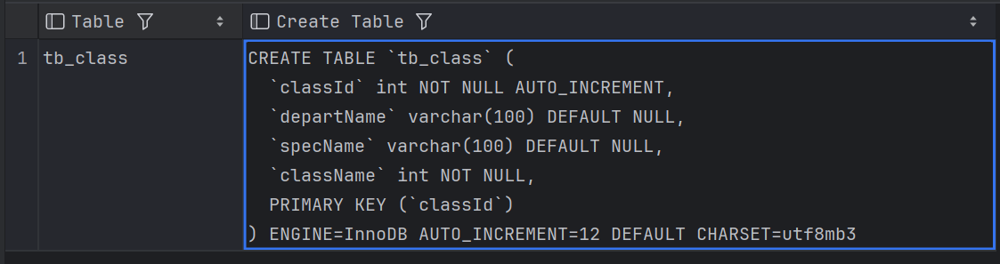 Table Create Table
1 tb_class CREATE TABLE `tb_class` (
`classId` int NOT NULL AUTO_INCREMENT,
`departName` varchar(100) DEFAULT NULL,
`specName` varchar(100) DEFAULT NULL,
`className` int NOT NULL,
PRIMARY KEY (`classId`)
) ENGINE=InnoDB AUTO_INCREMENT=12 DEFAULT CHARSET=utf8mb3